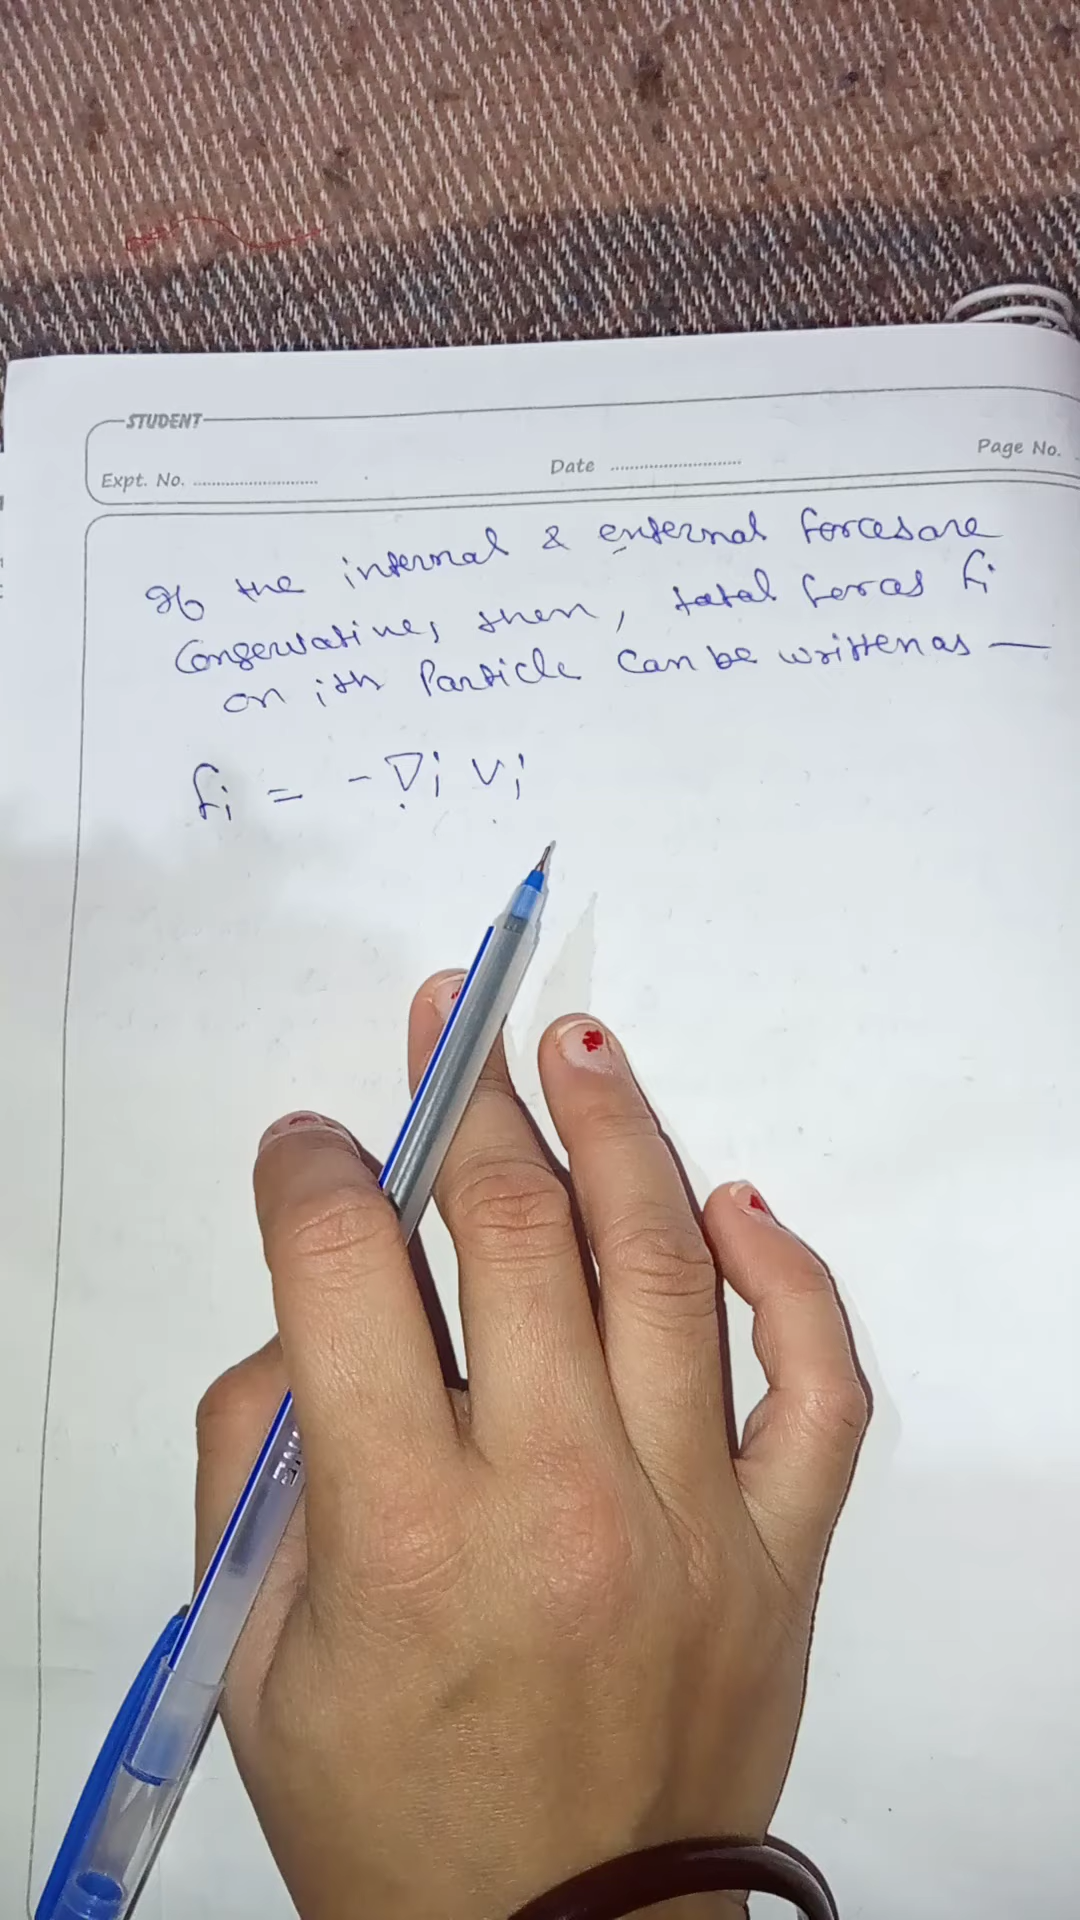 STUDENT
Expt. No. ........................
Date ........................
Page No.
If the internal & external forces are
Conservative, then, total forces Fi
on ith Particle Can be written as —
Fi = - ∇i Vi